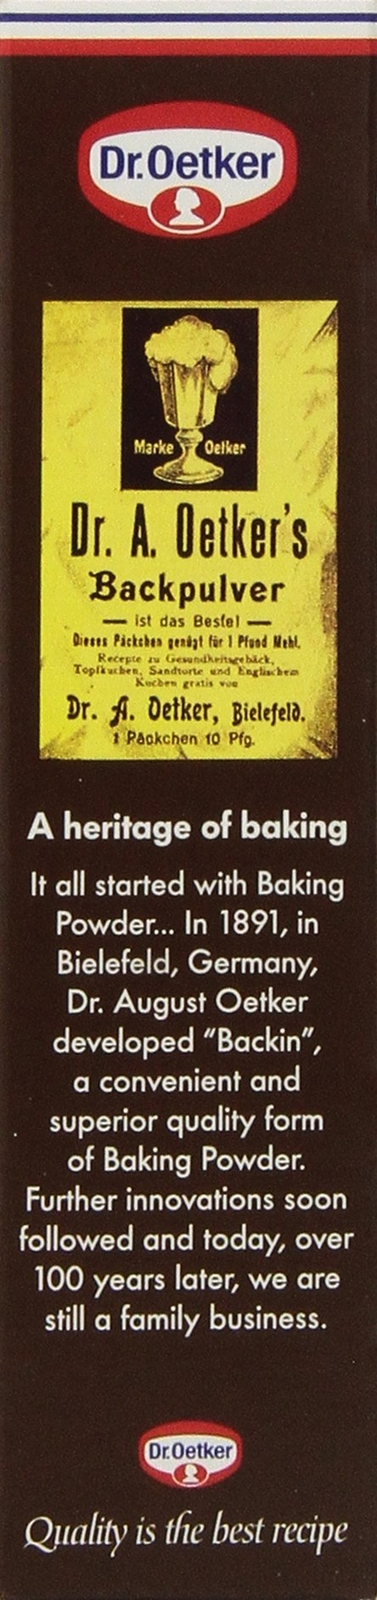 Dr.Oetker
Marke Oetker
Dr. A. Oetker's
Backpulver
— ist das Beste! —
Dieses Päckchen genügt für 1 Pfund Mehl.
Recepte zu Gesundheitsgebäck,
Topfkuchen, Sandtorte und Englischem
Kuchen gratis von
Dr. A. Oetker, Bielefeld.
1 Päckchen 10 Pfg.
A heritage of baking
It all started with Baking
Powder... In 1891, in
Bielefeld, Germany,
Dr. August Oetker
developed “Backin”,
a convenient and
superior quality form
of Baking Powder.
Further innovations soon
followed and today, over
100 years later, we are
still a family business.
Dr.Oetker
Quality is the best recipe